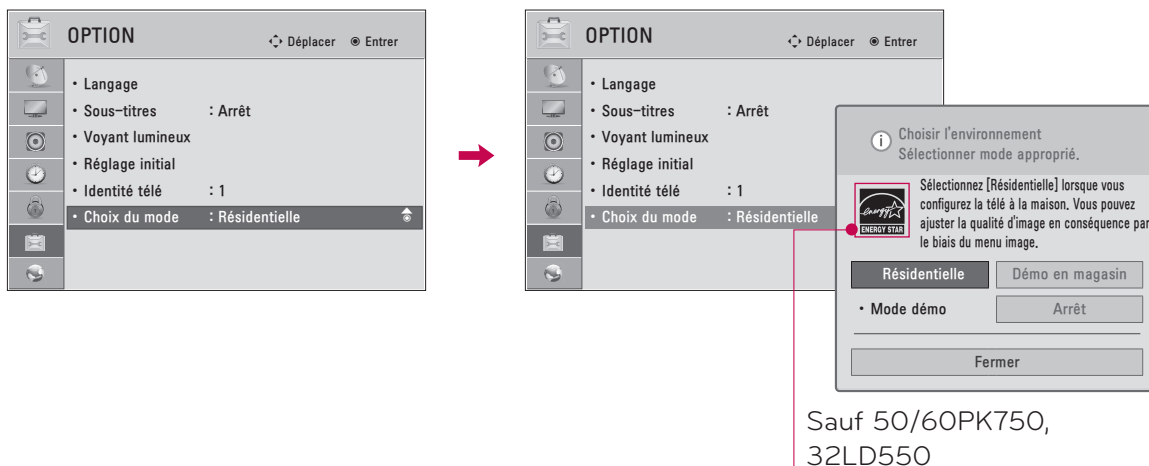 OPTION
Déplacer
Entrer
• Langage
• Sous-titres : Arrêt
• Voyant lumineux
• Réglage initial
• Identité télé : 1
• Choix du mode : Résidentielle
OPTION
Déplacer
Entrer
• Langage
• Sous-titres : Arrêt
• Voyant lumineux
• Réglage initial
• Identité télé : 1
• Choix du mode : Résidentielle
i
Choisir l'environnement
Sélectionner mode approprié.
energy
ENERGY STAR
Sélectionnez [Résidentielle] lorsque vous
configurez la télé à la maison. Vous pouvez
ajuster la qualité d'image en conséquence par
le biais du menu image.
Résidentielle
Démo en magasin
• Mode démo
Arrêt
Fermer
Sauf 50/60PK750,
32LD550